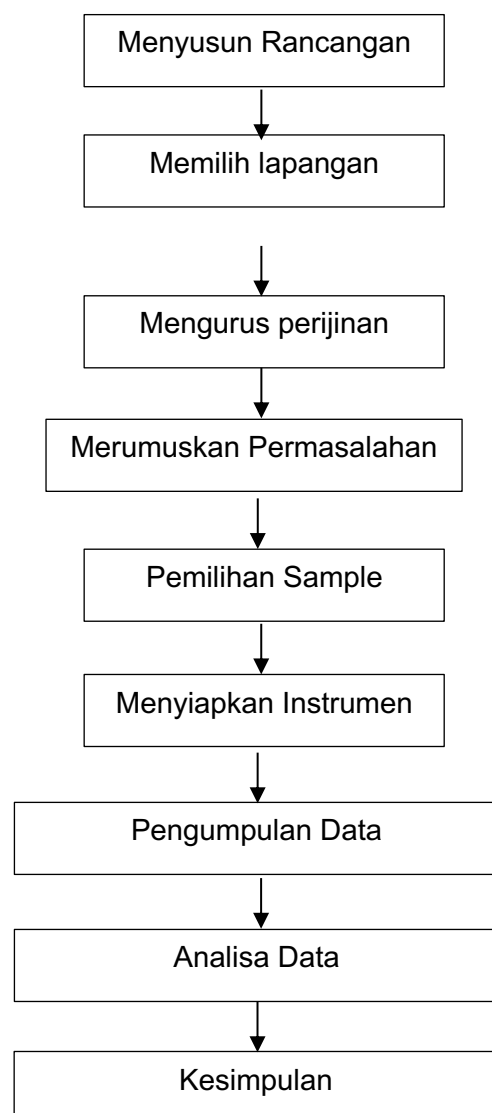 Menyusun Rancangan
Memilih lapangan
Mengurus perijinan
Merumuskan Permasalahan
Pemilihan Sample
Menyiapkan Instrumen
Pengumpulan Data
Analisa Data
Kesimpulan